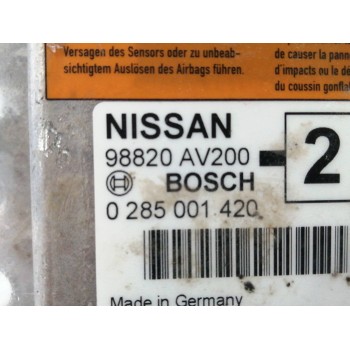 Versagen des Sensors oder zu unbeab-
sichtigtem Auslösen des Airbags führen.
de causer la pann
d'impacts ou le dé
du coussin gonfl
NISSAN
98820 AV200 - 2
BOSCH
0 285 001 420
Made in Germany